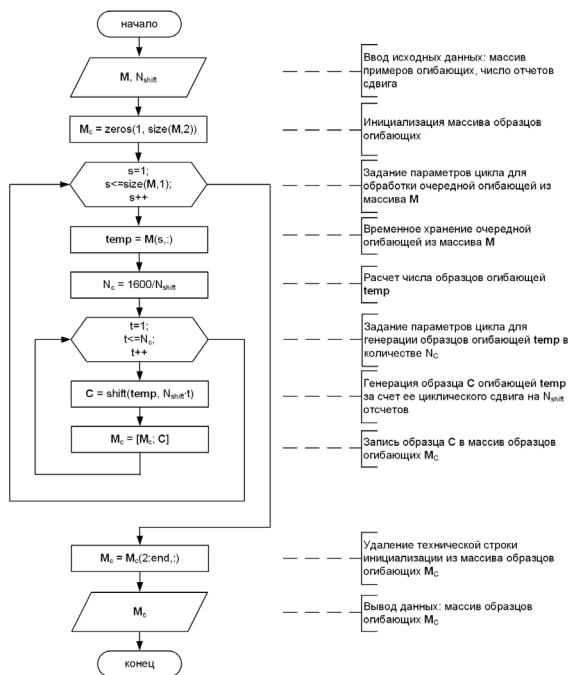 начало
M, Nshift
Ввод исходных данных: массив
примеров огибающих, число отчетов
сдвига
Mc = zeros(1, size(M,2))
Инициализация массива образцов
огибающих
s=1;
s<=size(M,1);
s++
Задание параметров цикла для
обработки очередной огибающей из
массива M
temp = M(s,:)
Временное хранение очередной
огибающей из массива M
Nc = 1600/Nshift
Расчет числа образцов огибающей
temp
t=1;
t<=Nc;
t++
Задание параметров цикла для
генерации образцов огибающей temp в
количестве NC
C = shift(temp, Nshift·t)
Генерация образца C огибающей temp
за счет ее циклического сдвига на Nshift
отсчетов
Mc = [Mc; C]
Запись образца C в массив образцов
огибающих MC
Mc = Mc(2:end,:)
Удаление технической строки
инициализации из массива образцов
огибающих MC
Mc
Вывод данных: массив образцов
огибающих MC
конец